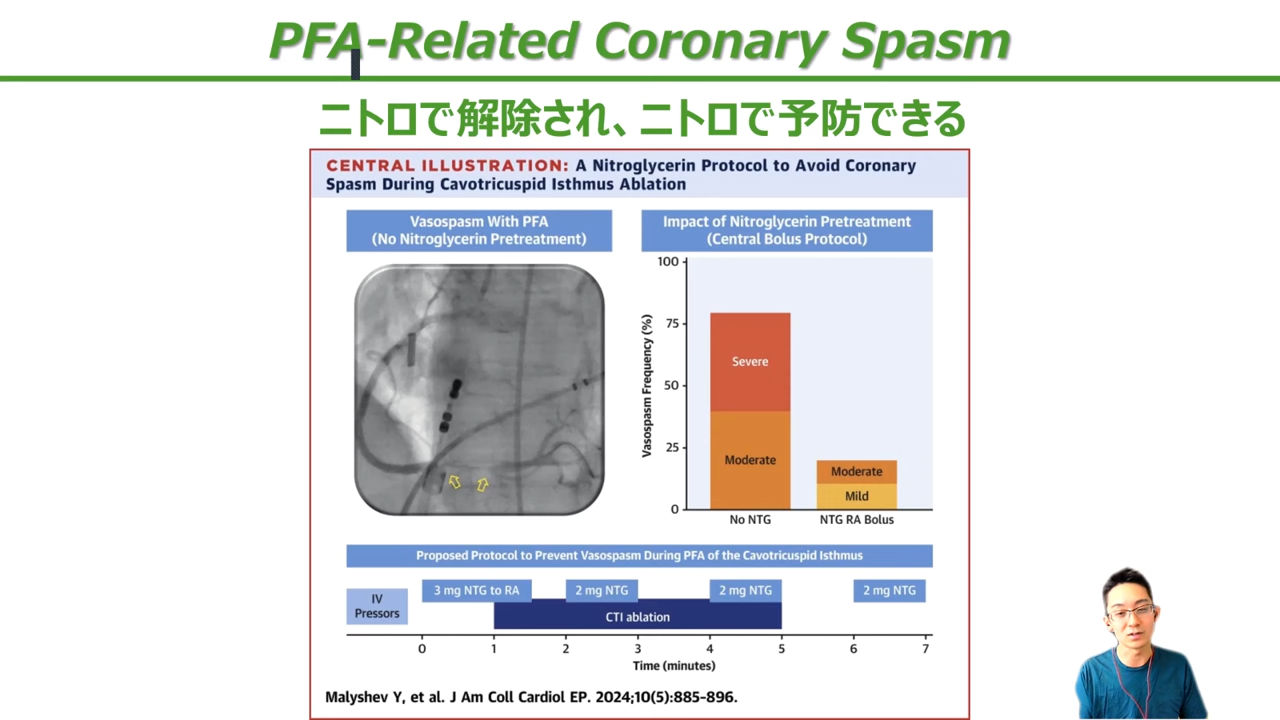 PFA-Related Coronary Spasm
ニトロで解除され、ニトロで予防できる
CENTRAL ILLUSTRATION: A Nitroglycerin Protocol to Avoid Coronary
Spasm During Cavotricuspid Isthmus Ablation
Vasospasm With PFA
(No Nitroglycerin Pretreatment)
Impact of Nitroglycerin Pretreatment
(Central Bolus Protocol)
Vasospasm Frequency (%)
100
75
50
25
0
Severe
Moderate
Moderate
Mild
No NTG
NTG RA Bolus
Proposed Protocol to Prevent Vasospasm During PFA of the Cavotricuspid Isthmus
IV
Pressors
3 mg NTG to RA
2 mg NTG
2 mg NTG
2 mg NTG
CTI ablation
0 1 2 3 4 5 6 7
Time (minutes)
Malyshev Y, et al. J Am Coll Cardiol EP. 2024;10(5):885–896.